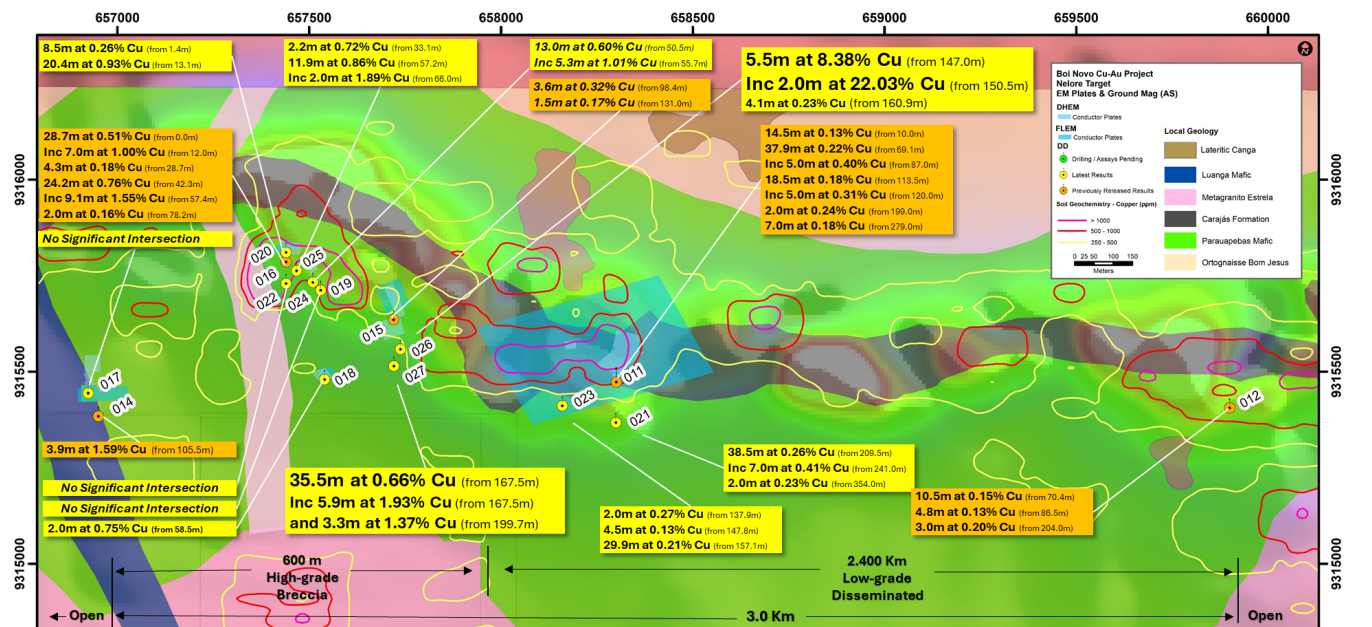 657000 657500 658000 658500 659000 659500 660000
8.5m at 0.26% Cu (from 1.4m)
20.4m at 0.93% Cu (from 13.1m)
2.2m at 0.72% Cu (from 33.1m)
11.9m at 0.86% Cu (from 57.2m)
Inc 2.0m at 1.89% Cu (from 66.0m)
13.0m at 0.60% Cu (from 50.5m)
Inc 5.3m at 1.01% Cu (from 55.7m)
3.6m at 0.32% Cu (from 98.4m)
1.5m at 0.17% Cu (from 131.0m)
5.5m at 8.38% Cu (from 147.0m)
Inc 2.0m at 22.03% Cu (from 150.5m)
4.1m at 0.23% Cu (from 160.9m)
N
Boi Novo Cu-Au Project
Nelore Target
EM Plates & Ground Mag (AS)
DHEM
Conductor Plates
FLEM
Conductor Plates
DD
Drilling / Assays Pending
Latest Results
Previously Released Results
Soil Geochemistry - Copper (ppm)
> 1000
500 - 1000
250 - 500
0 25 50 100 150
Meters
Local Geology
Lateritic Canga
Luanga Mafic
Metagranito Estrela
Carajás Formation
Parauapebas Mafic
Ortognaisse Bom Jesus
28.7m at 0.51% Cu (from 0.0m)
Inc 7.0m at 1.00% Cu (from 12.0m)
4.3m at 0.18% Cu (from 28.7m)
24.2m at 0.76% Cu (from 42.3m)
Inc 9.1m at 1.55% Cu (from 57.4m)
2.0m at 0.16% Cu (from 78.2m)
No Significant Intersection
14.5m at 0.13% Cu (from 10.0m)
37.9m at 0.22% Cu (from 69.1m)
Inc 5.0m at 0.40% Cu (from 87.0m)
18.5m at 0.18% Cu (from 113.5m)
Inc 5.0m at 0.31% Cu (from 120.0m)
2.0m at 0.24% Cu (from 199.0m)
7.0m at 0.18% Cu (from 279.0m)
9316000
9316000
020
025
016
022
024
019
015
026
027
018
017
014
011
023
021
012
9315500
9315500
3.9m at 1.59% Cu (from 105.5m)
No Significant Intersection
No Significant Intersection
2.0m at 0.75% Cu (from 58.5m)
35.5m at 0.66% Cu (from 167.5m)
Inc 5.9m at 1.93% Cu (from 167.5m)
and 3.3m at 1.37% Cu (from 199.7m)
38.5m at 0.26% Cu (from 209.5m)
Inc 7.0m at 0.41% Cu (from 241.0m)
2.0m at 0.23% Cu (from 354.0m)
2.0m at 0.27% Cu (from 137.9m)
4.5m at 0.13% Cu (from 147.8m)
29.9m at 0.21% Cu (from 157.1m)
10.5m at 0.15% Cu (from 70.4m)
4.8m at 0.13% Cu (from 86.5m)
3.0m at 0.20% Cu (from 204.0m)
9315000
9315000
600 m
High-grade
Breccia
2.400 Km
Low-grade
Disseminated
Open
3.0 Km
Open